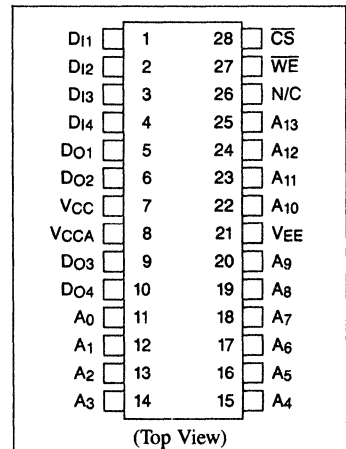 DI1 1 28 C̅S̅
DI2 2 27 W̅E̅
DI3 3 26 N/C
DI4 4 25 A13
DO1 5 24 A12
DO2 6 23 A11
VCC 7 22 A10
VCCA 8 21 VEE
DO3 9 20 A9
DO4 10 19 A8
A0 11 18 A7
A1 12 17 A6
A2 13 16 A5
A3 14 15 A4
(Top View)